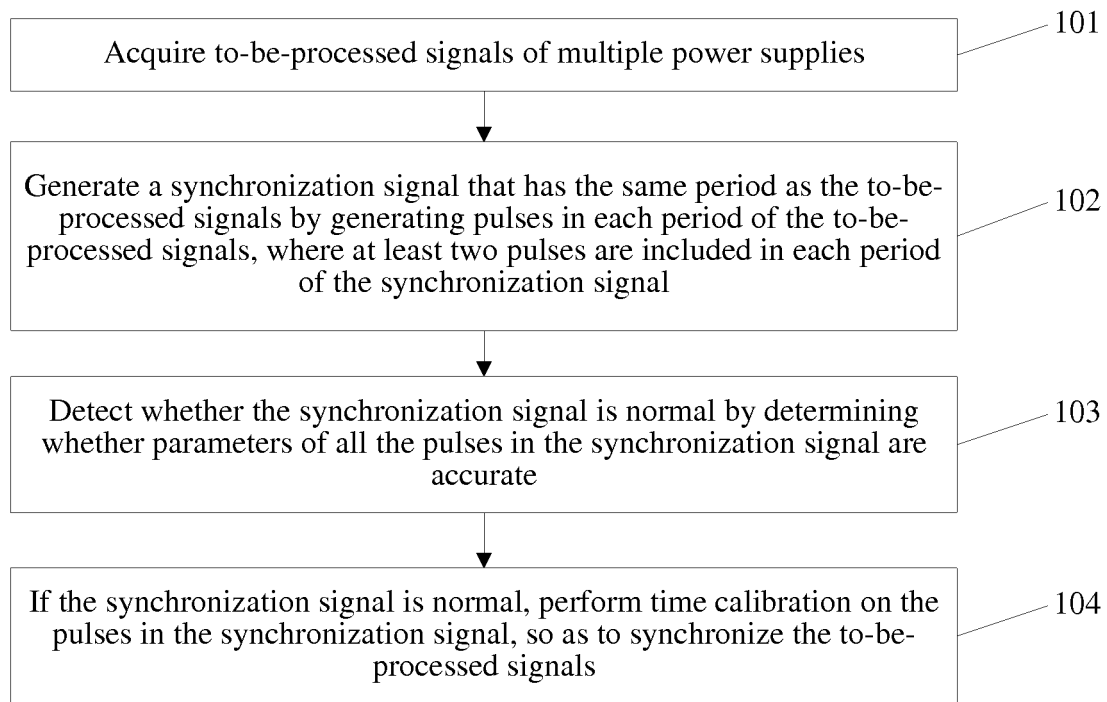 101
Acquire to-be-processed signals of multiple power supplies
102
Generate a synchronization signal that has the same period as the to-be-
processed signals by generating pulses in each period of the to-be-
processed signals, where at least two pulses are included in each period
of the synchronization signal
103
Detect whether the synchronization signal is normal by determining
whether parameters of all the pulses in the synchronization signal are
accurate
104
If the synchronization signal is normal, perform time calibration on the
pulses in the synchronization signal, so as to synchronize the to-be-
processed signals